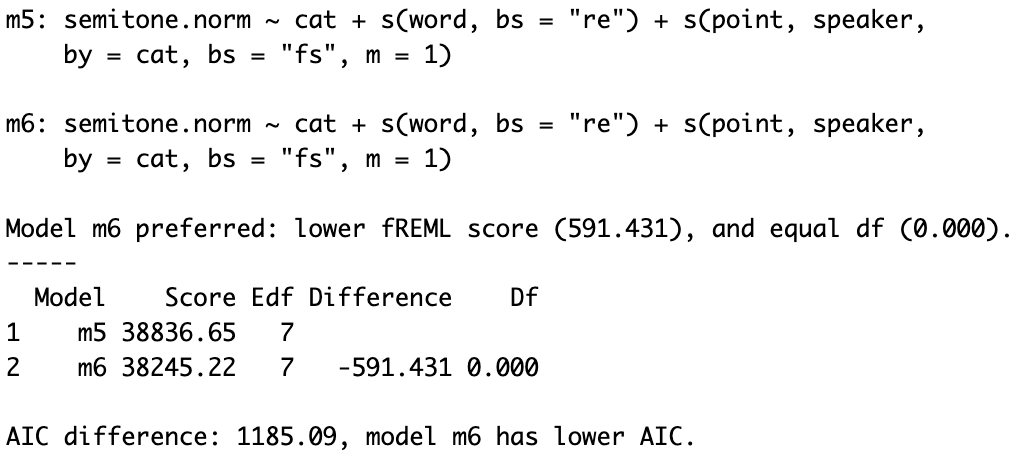 m5: semitone.norm ~ cat + s(word, bs = "re") + s(point, speaker,
    by = cat, bs = "fs", m = 1)

m6: semitone.norm ~ cat + s(word, bs = "re") + s(point, speaker,
    by = cat, bs = "fs", m = 1)

Model m6 preferred: lower fREML score (591.431), and equal df (0.000).
-----
  Model    Score Edf Difference    Df
1    m5 38836.65   7
2    m6 38245.22   7   -591.431 0.000

AIC difference: 1185.09, model m6 has lower AIC.